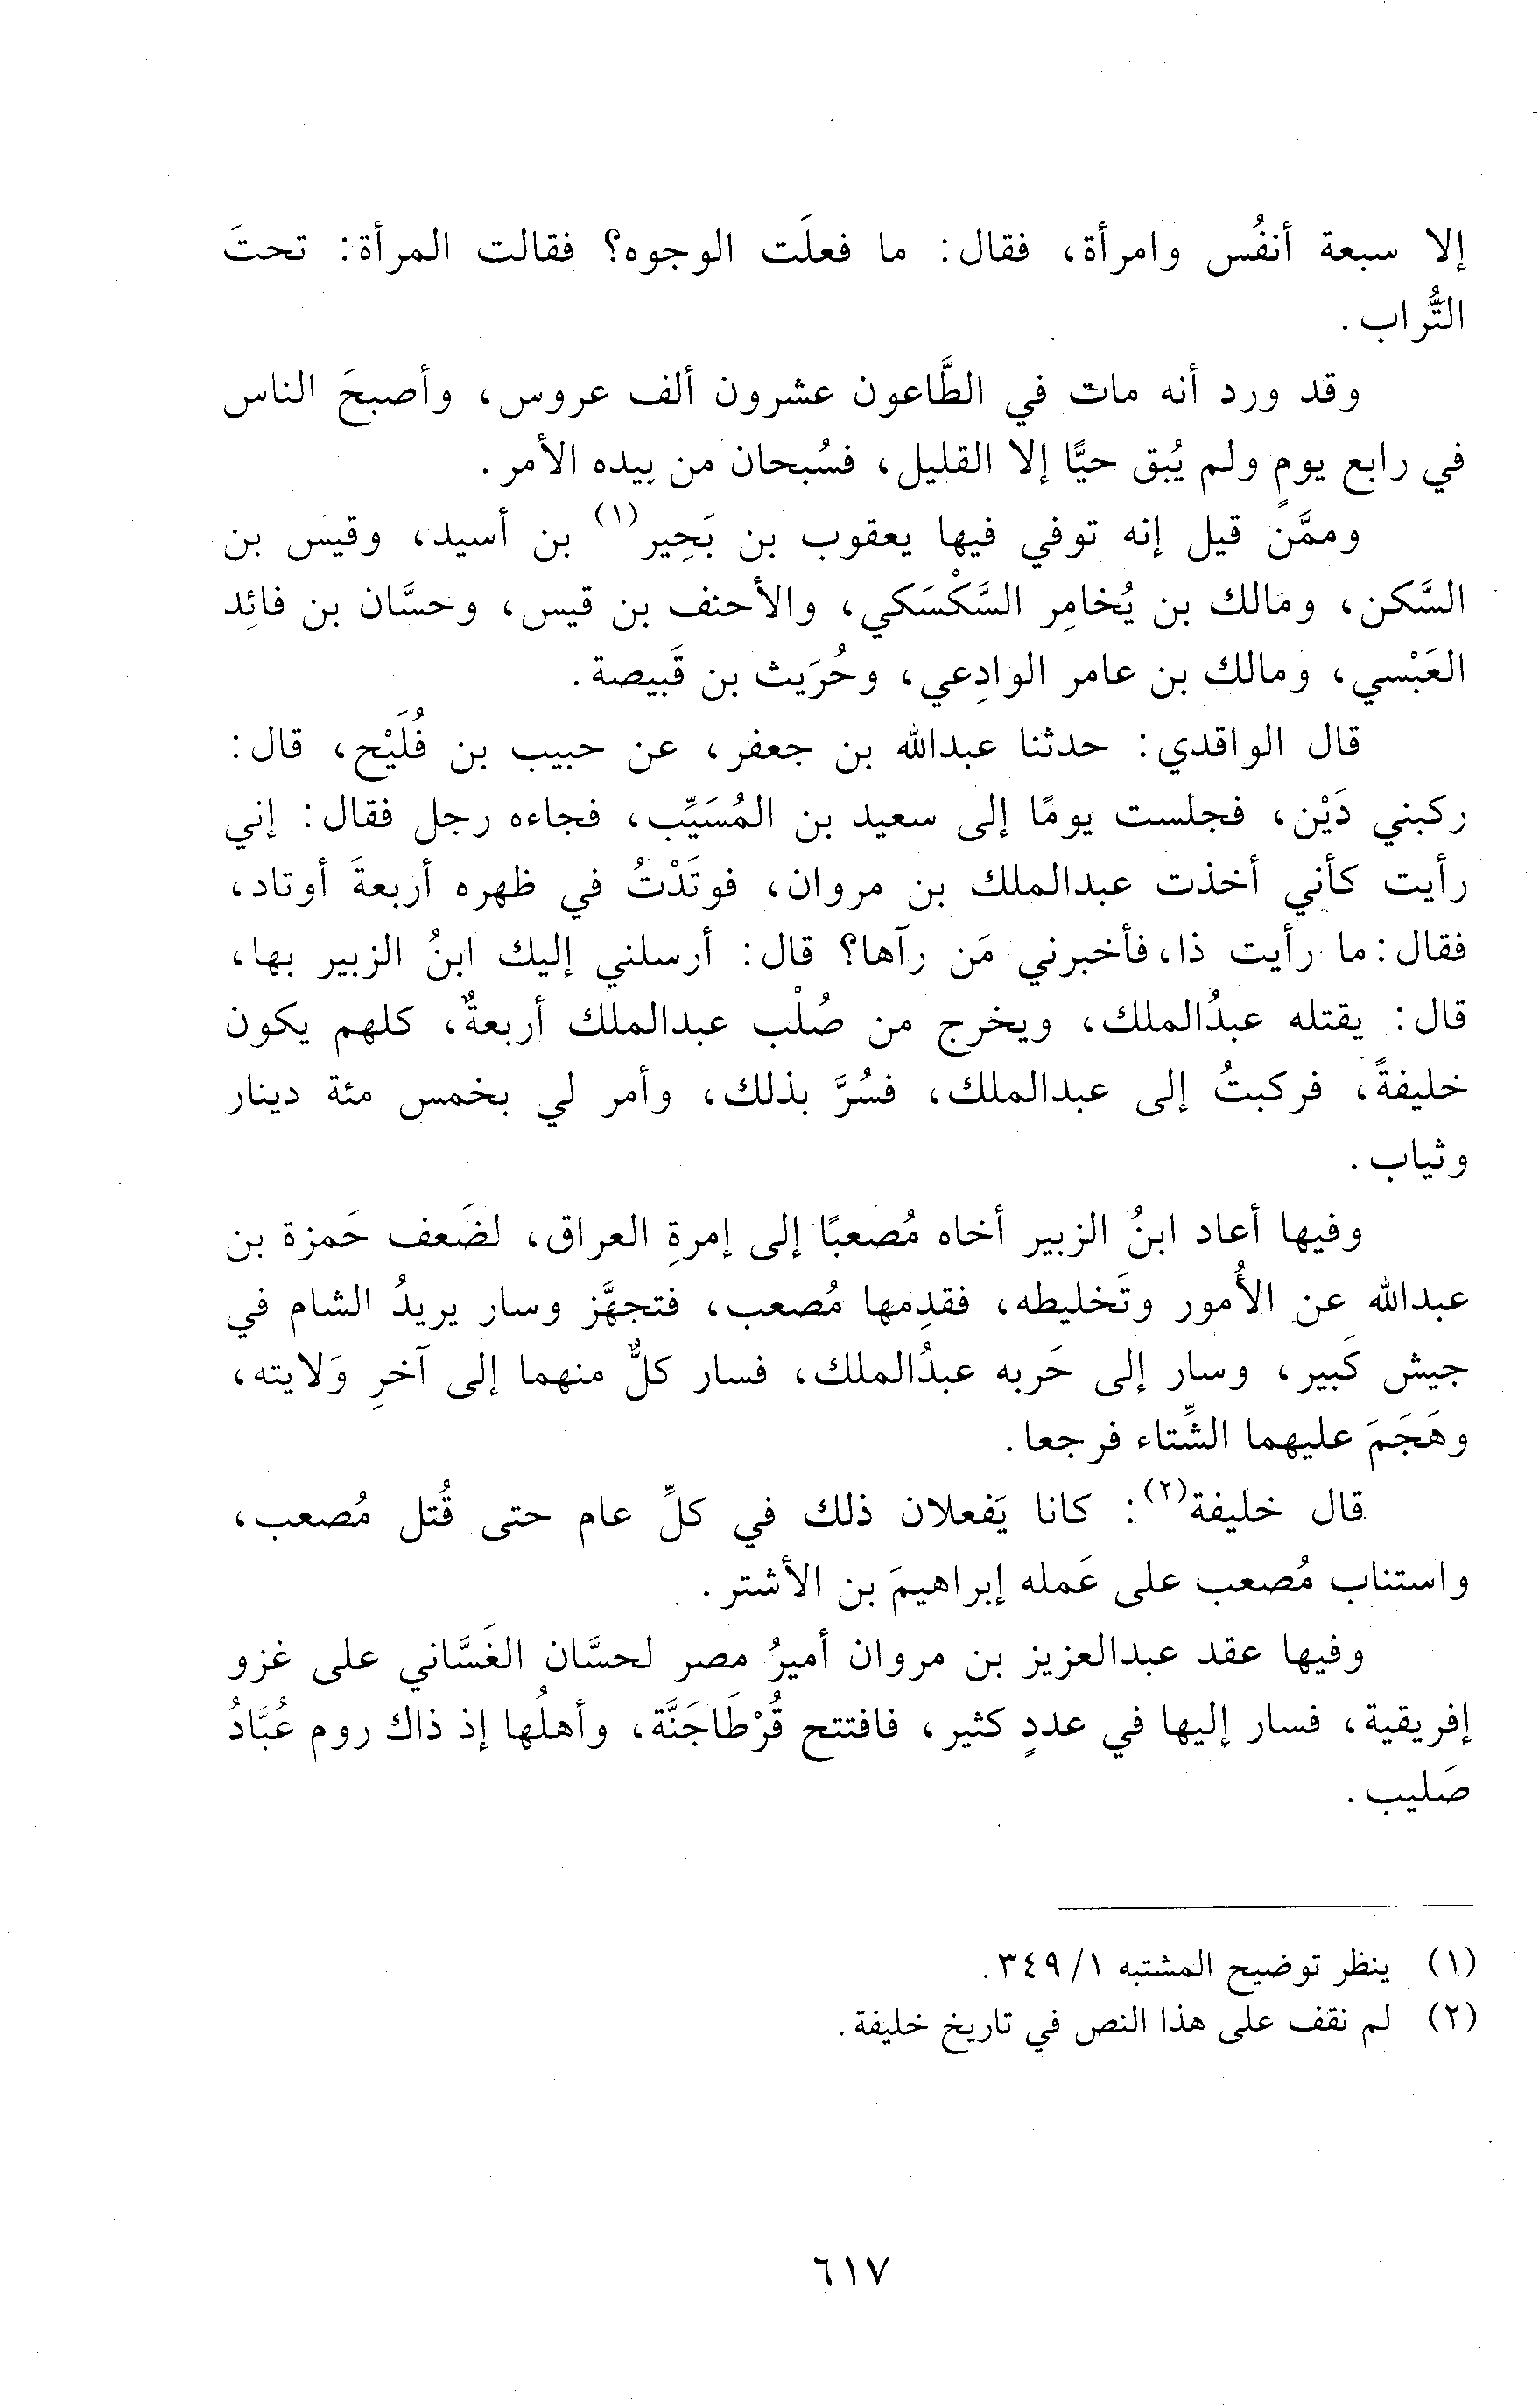 إلا سبعة أنفُس وامرأة، فقال: ما فعلَت الوجوه؟ فقالت المرأة: تحتَ
التُّراب.
وقد ورد أنه مات في الطَّاعون عشرون ألف عروس، وأصبحَ الناس
في رابع يومٍ ولم يُبق حيًّا إلا القليل، فسُبحان من بيده الأمر.
وممَّن قيل إنه توفي فيها يعقوب بن بَحِير(١) بن أسيد، وقيس بن
السَّكن، ومالك بن يُخامِر السَّكْسَكي، والأحنف بن قيس، وحسَّان بن فائِد
العَبْسي، ومالك بن عامر الوادِعي، وحُرَيث بن قَبيصة.
قال الواقدي: حدثنا عبدالله بن جعفر، عن حبيب بن فُلَيْح، قال:
ركبني دَيْن، فجلست يومًا إلى سعيد بن المُسَيِّب، فجاءه رجل فقال: إني
رأيت كأني أخذت عبدالملك بن مروان، فوتَدْتُ في ظهره أربعةَ أوتاد،
فقال: ما رأيت ذا، فأخبرني مَن رآها؟ قال: أرسلني إليك ابنُ الزبير بها،
قال: يقتله عبدُالملك، ويخرج من صُلْب عبدالملك أربعةٌ، كلهم يكون
خليفةً، فركبتُ إلى عبدالملك، فسُرَّ بذلك، وأمر لي بخمس مئة دينار
وثياب.
وفيها أعاد ابنُ الزبير أخاه مُصعبًا إلى إمرةِ العراق، لضَعف حَمزة بن
عبدالله عن الأُمور وتَخليطه، فقدِمها مُصعب، فتجهَّز وسار يريدُ الشام في
جيش كَبير، وسار إلى حَربه عبدُالملك، فسار كلٌّ منهما إلى آخرِ وَلايته،
وهَجَمَ عليهما الشِّتاء فرجعا.
قال خليفة(٢): كانا يَفعلان ذلك في كلِّ عام حتى قُتل مُصعب،
واستناب مُصعب على عَمله إبراهيمَ بن الأشتر.
وفيها عقد عبدالعزيز بن مروان أميرُ مصر لحسَّان الغَسَّاني على غزو
إفريقية، فسار إليها في عددٍ كثير، فافتتح قُرْطَاجَنَّة، وأهلُها إذ ذاك روم عُبَّادُ
صَليب.
(١) ينظر توضيح المشتبه ١/ ٣٤٩.
(٢) لم نقف على هذا النص في تاريخ خليفة.
٦١٧